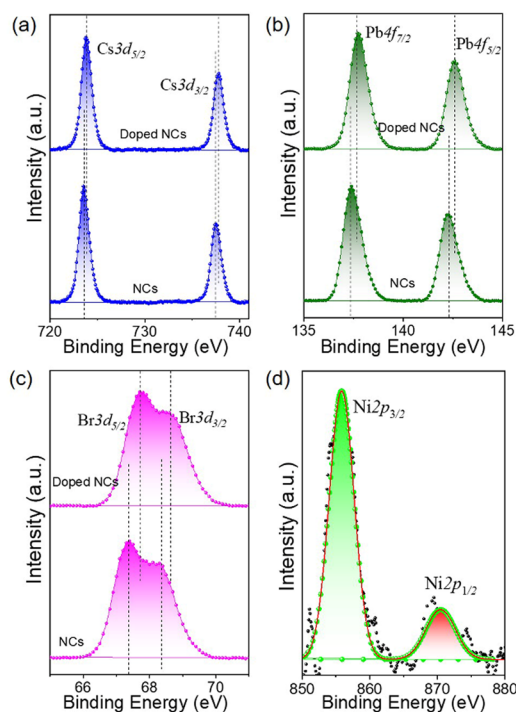 (a)
Cs3d5/2
Cs3d3/2
Doped NCs
NCs
Intensity (a.u.)
720 730 740
Binding Energy (eV)
(b)
Pb4f7/2
Pb4f5/2
Doped NCs
NCs
Intensity (a.u.)
135 140 145
Binding Energy (eV)
(c)
Br3d5/2
Br3d3/2
Doped NCs
NCs
Intensity (a.u.)
66 68 70
Binding Energy (eV)
(d)
Ni2p3/2
Ni2p1/2
Intensity (a.u.)
850 860 870 880
Binding Energy (eV)